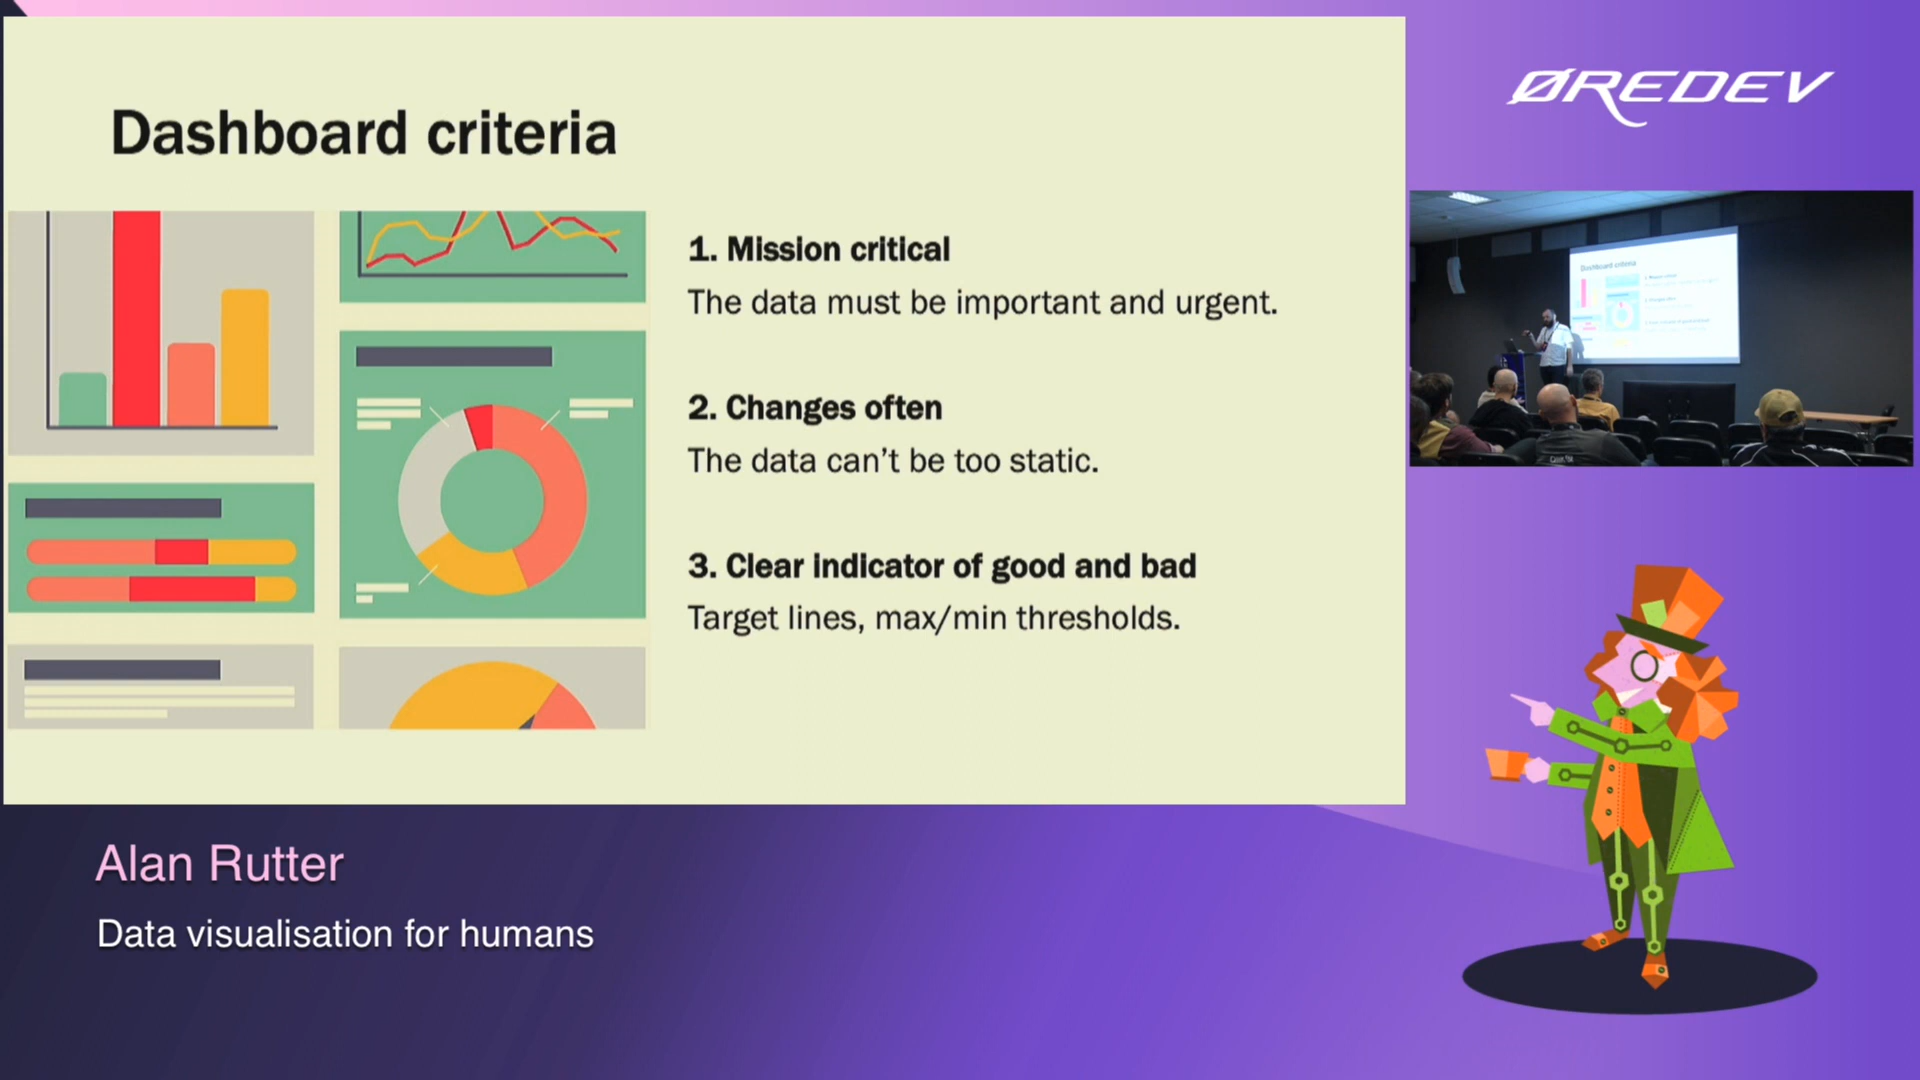 Dashboard criteria
1. Mission critical
The data must be important and urgent.
2. Changes often
The data can’t be too static.
3. Clear indicator of good and bad
Target lines, max/min thresholds.
ØREDEV
Dashboard criteria
Alan Rutter
Data visualisation for humans